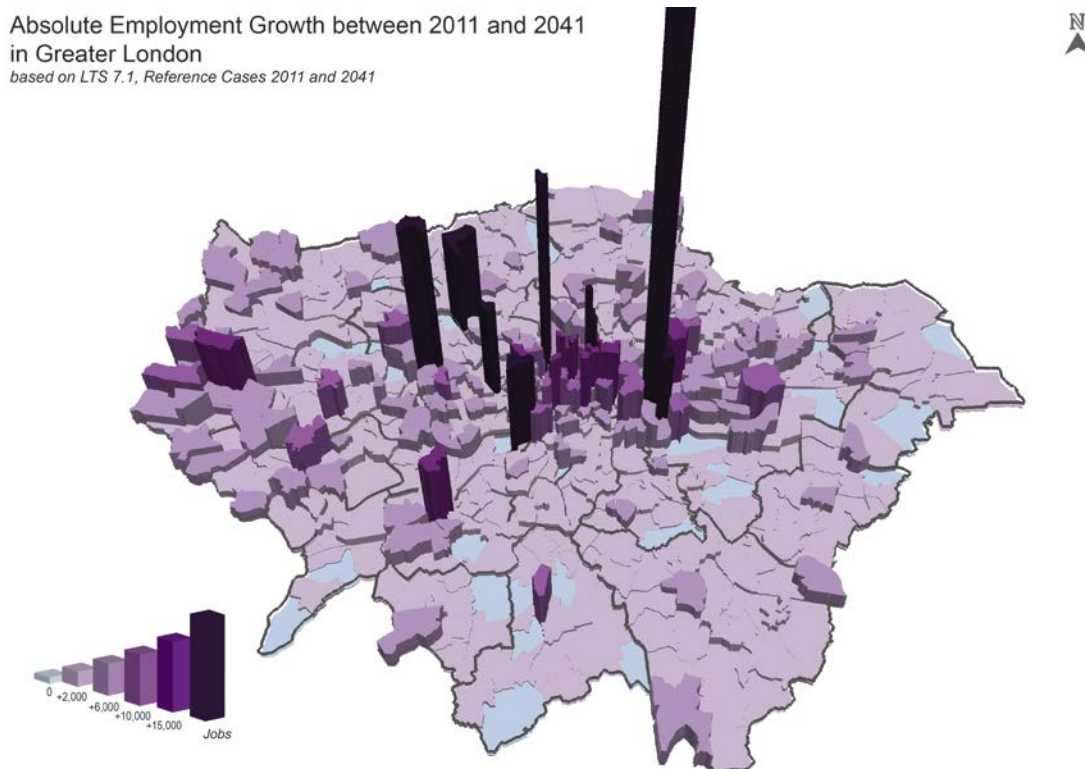 Absolute Employment Growth between 2011 and 2041
in Greater London
based on LTS 7.1, Reference Cases 2011 and 2041
N
0
+2,000
+6,000
+10,000
+15,000
Jobs